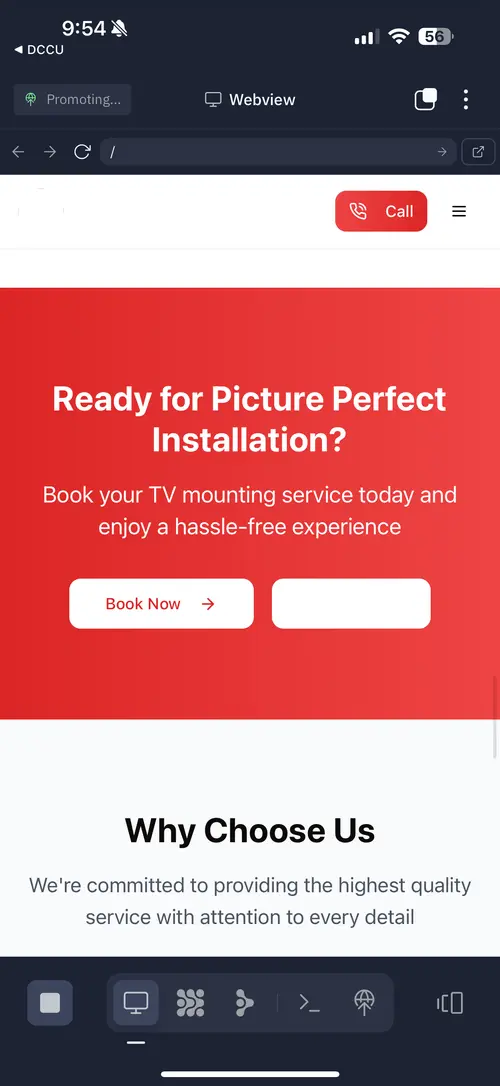 9:54
56
◀ DCCU
Promoting...
Webview
/
Call
Ready for Picture Perfect
Installation?
Book your TV mounting service today and
enjoy a hassle-free experience
Book Now
Why Choose Us
We're committed to providing the highest quality
service with attention to every detail